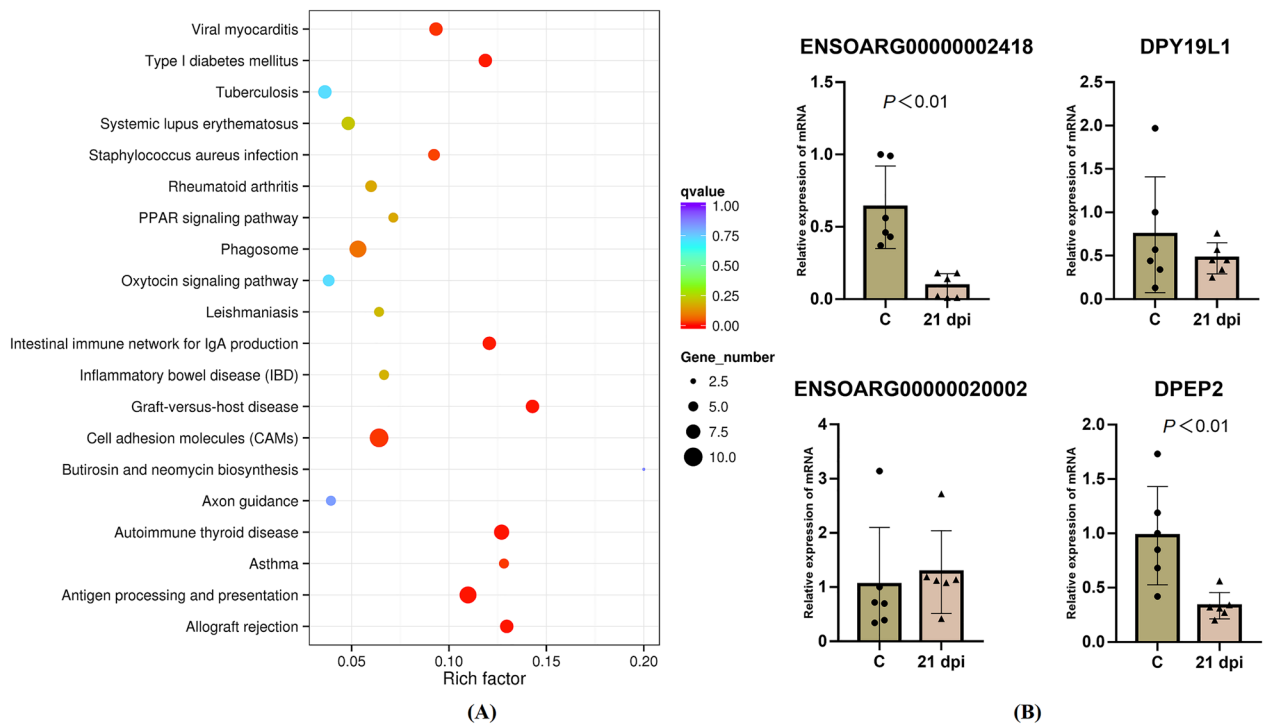 Viral myocarditis
Type I diabetes mellitus
Tuberculosis
Systemic lupus erythematosus
Staphylococcus aureus infection
Rheumatoid arthritis
PPAR signaling pathway
Phagosome
Oxytocin signaling pathway
Leishmaniasis
Intestinal immune network for IgA production
Inflammatory bowel disease (IBD)
Graft-versus-host disease
Cell adhesion molecules (CAMs)
Butirosin and neomycin biosynthesis
Axon guidance
Autoimmune thyroid disease
Asthma
Antigen processing and presentation
Allograft rejection
0.05 0.10 0.15 0.20
Rich factor
qvalue
1.00
0.75
0.50
0.25
0.00
Gene_number
2.5
5.0
7.5
10.0
(A)
ENSOARG00000002418
Relative expression of mRNA
1.5
1.0
0.5
0.0
P＜0.01
C 21 dpi
DPY19L1
Relative expression of mRNA
2.5
2.0
1.5
1.0
0.5
0.0
C 21 dpi
ENSOARG00000020002
Relative expression of mRNA
4
3
2
1
0
C 21 dpi
DPEP2
Relative expression of mRNA
2.0
1.5
1.0
0.5
0.0
P＜0.01
C 21 dpi
(B)